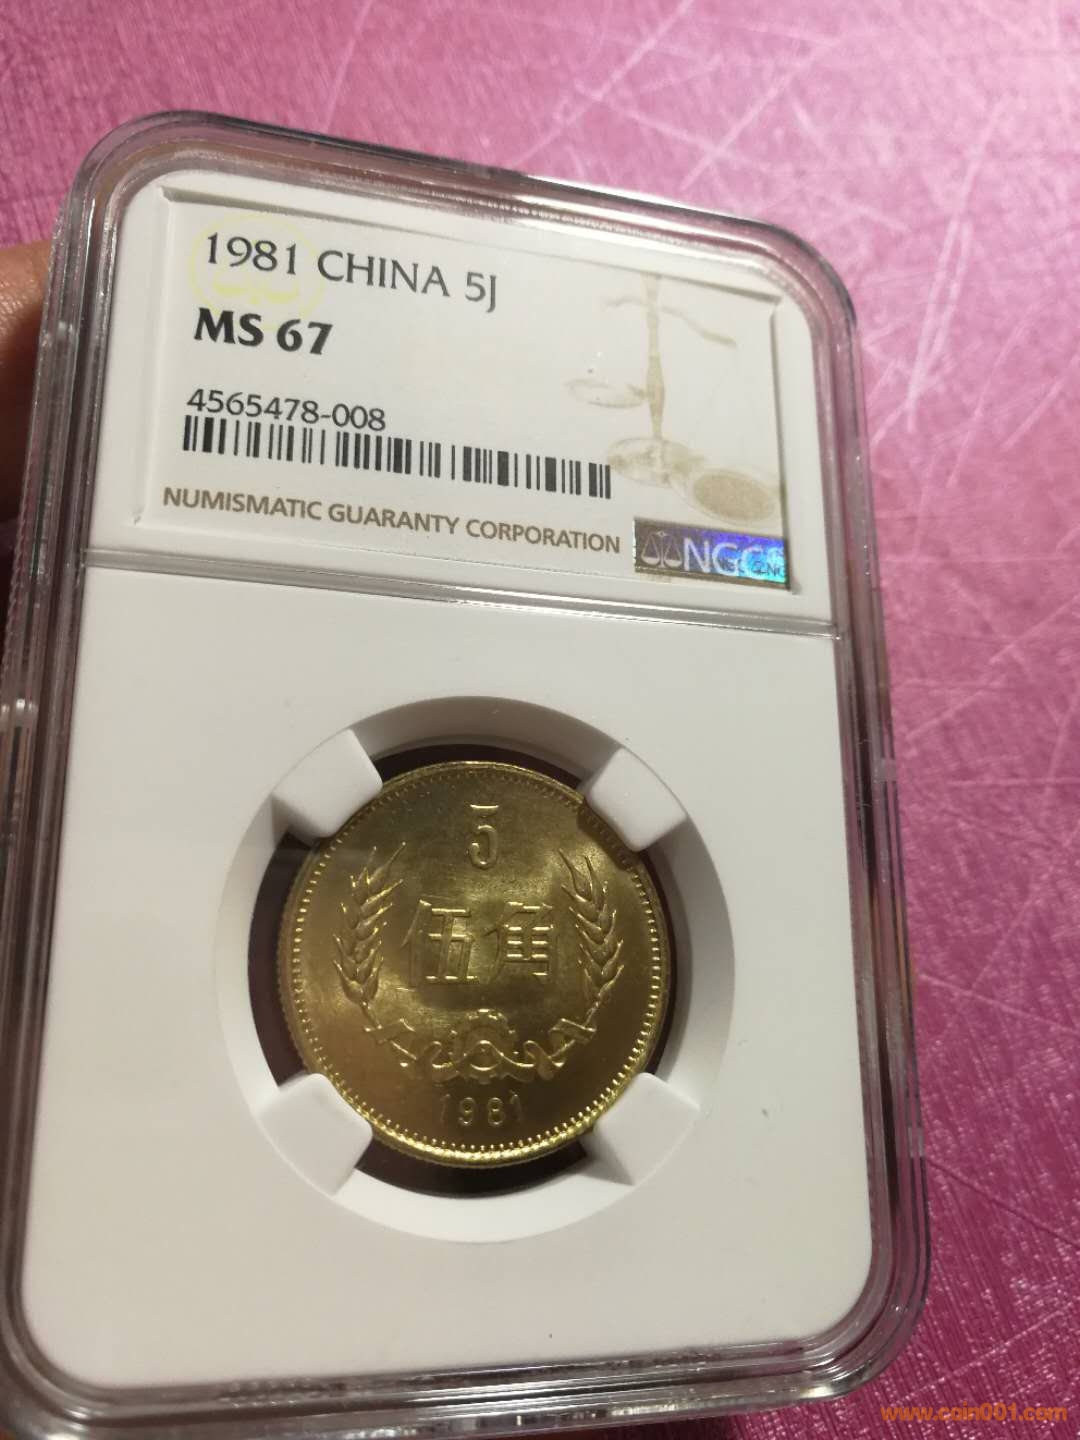 1981 CHINA 5J
MS 67
4565478-008
NUMISMATIC GUARANTY CORPORATION
NGC
5
伍角
1981
www.coin001.com